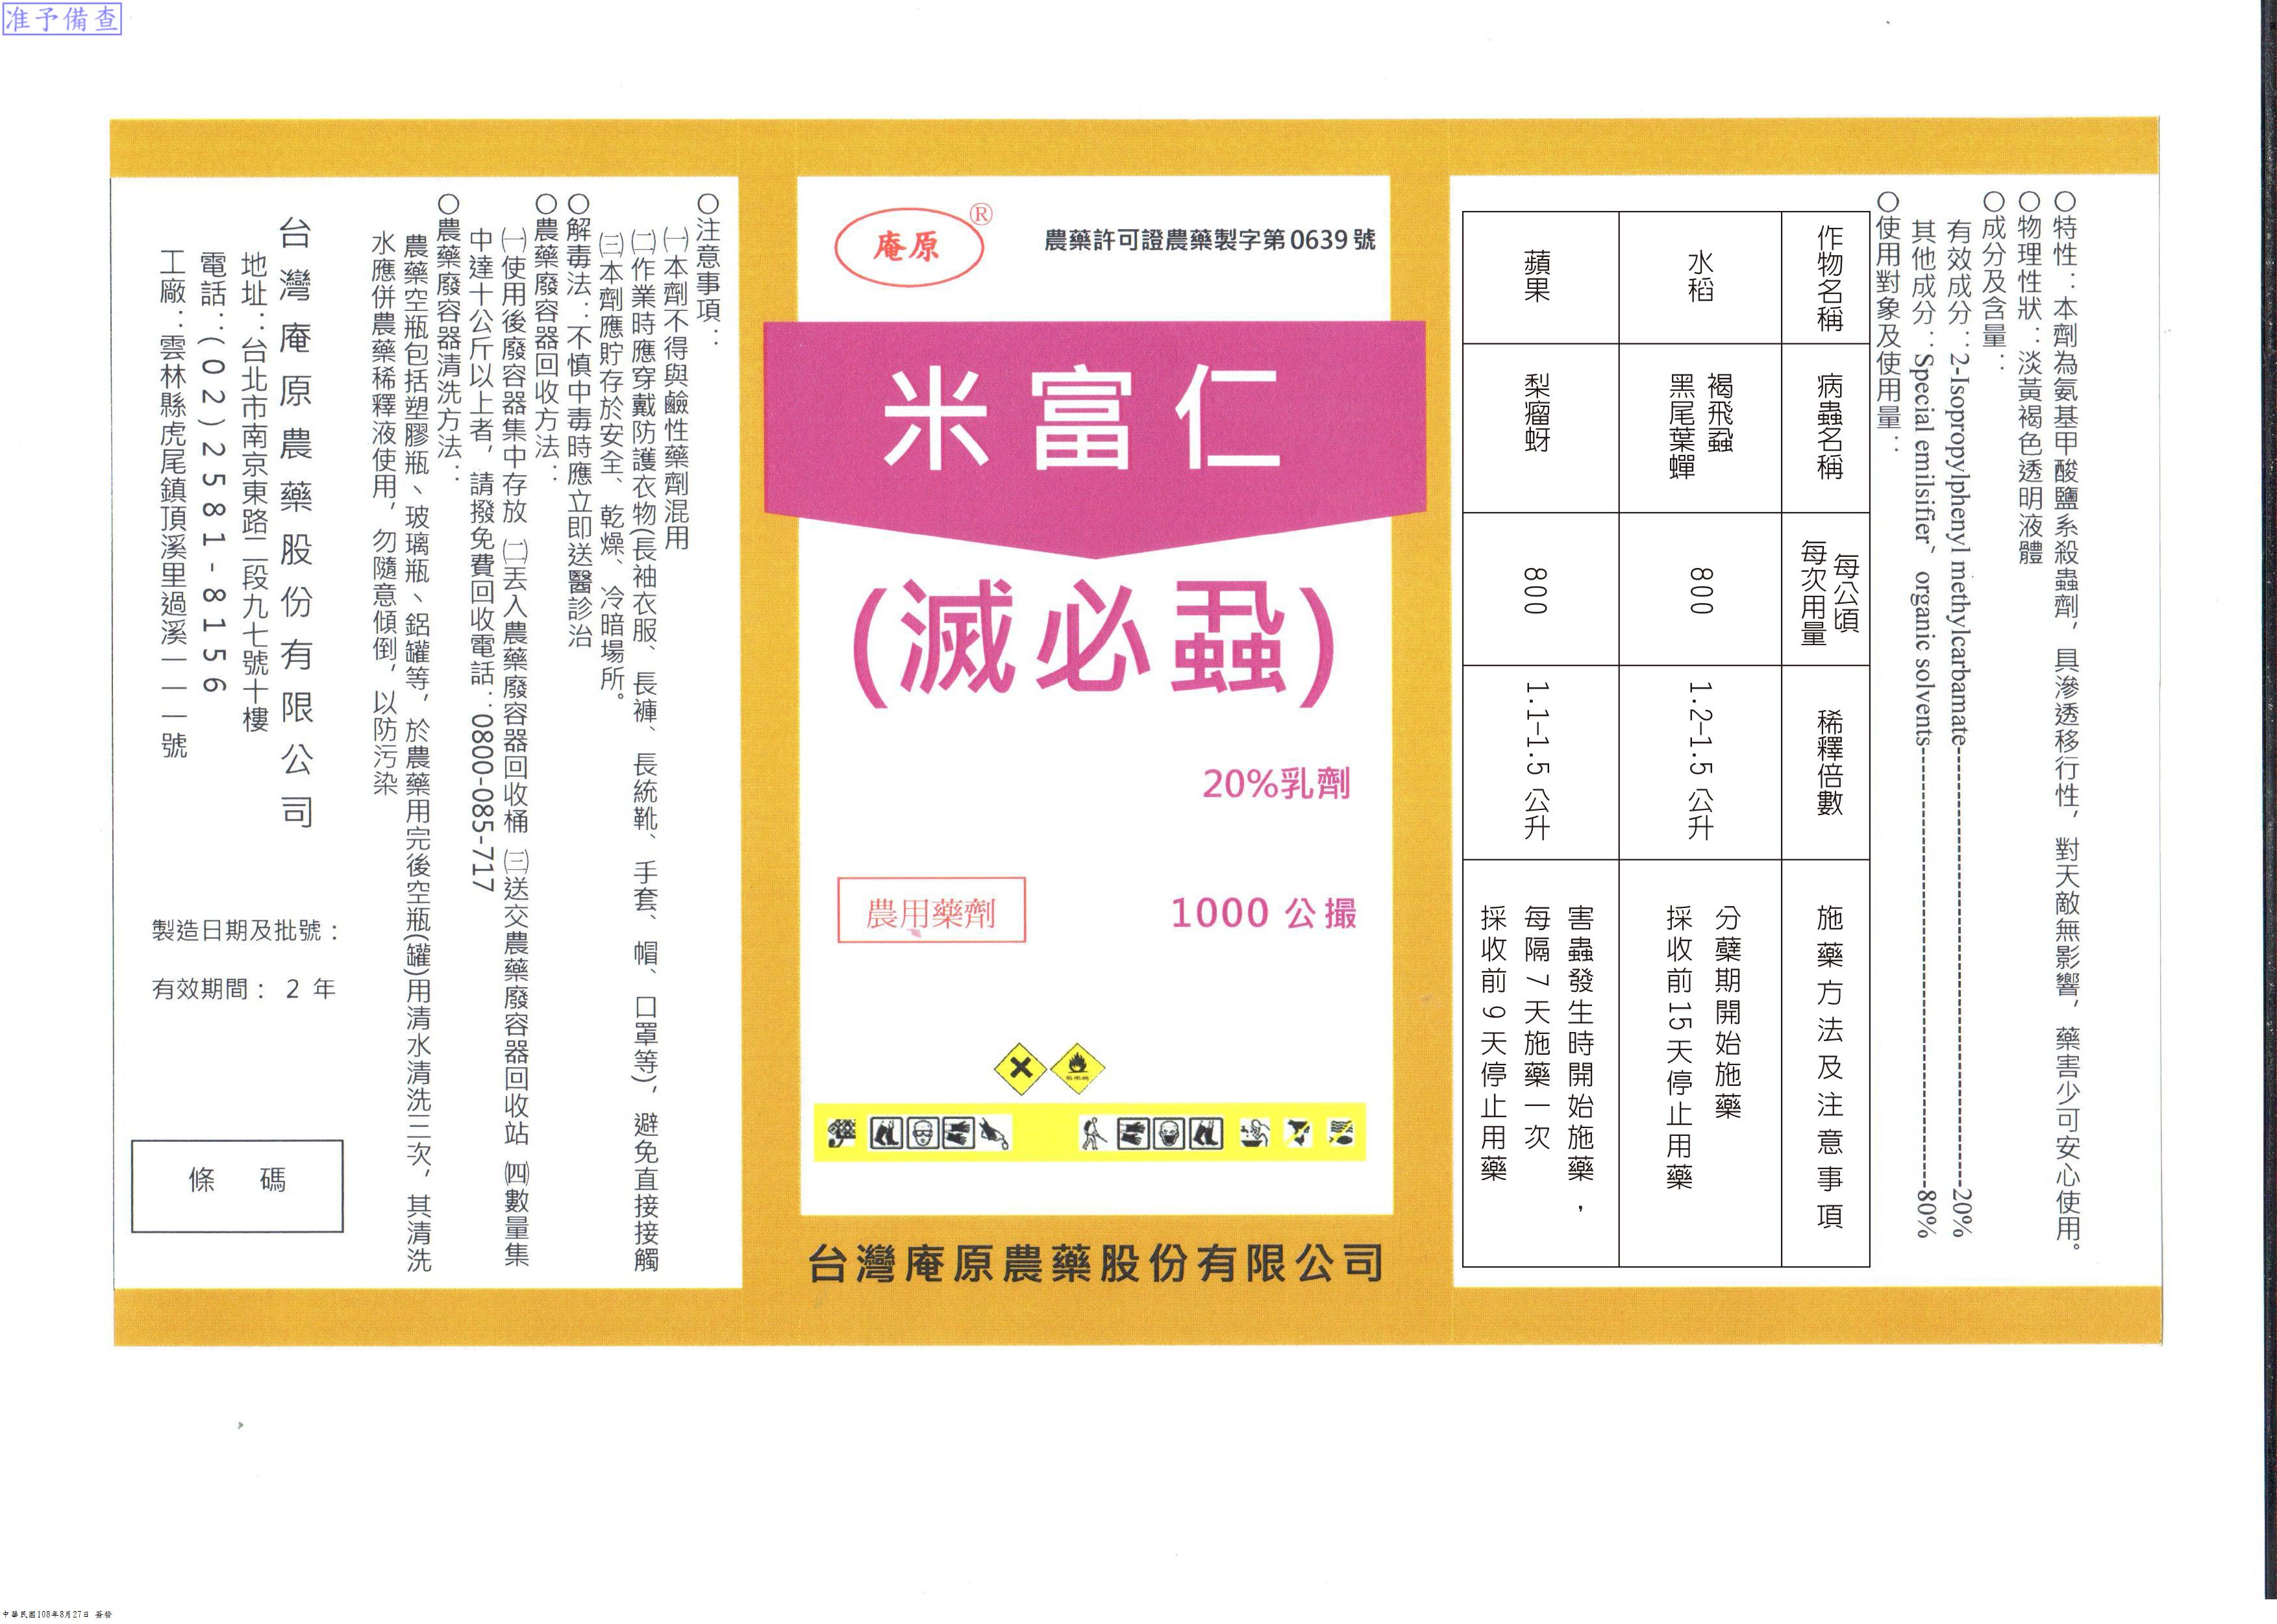 准予備查
○注意事項：
㈠本劑不得與鹼性藥劑混用
㈡作業時應穿戴防護衣物(長袖衣服、長褲、長統靴、手套、帽、口罩等)，避免直接接觸
㈢本劑應貯存於安全、乾燥、冷暗場所。
○解毒法：不慎中毒時應立即送醫診治
○農藥廢容器回收方法：
㈠使用後廢容器集中存放 ㈡丟入農藥廢容器回收桶 ㈢送交農藥廢容器回收站 ㈣數量集
中達十公斤以上者，請撥免費回收電話：0800-085-717
○農藥廢容器清洗方法：
農藥空瓶包括塑膠瓶、玻璃瓶、鋁罐等，於農藥用完後空瓶(罐)用清水清洗三次，其清洗
水應併農藥稀釋液使用，勿隨意傾倒，以防污染
台灣庵原農藥股份有限公司
地址：台北市南京東路二段九七號十樓
電話：(02)2581-8156
工廠：雲林縣虎尾鎮頂溪里過溪一一一號
製造日期及批號：
有效期間： 2 年
條 碼
庵原
®
農藥許可證農藥製字第0639號
米富仁
(滅必蝨)
20%乳劑
農用藥劑
1000 公撮
台灣庵原農藥股份有限公司
○特性：本劑為氨基甲酸鹽系殺蟲劑，具滲透移行性，對天敵無影響，藥害少可安心使用。
○物理性狀：淡黃褐色透明液體
○成分及含量：
有效成分：2-Isopropylphenyl methylcarbamate------20%
其他成分：Special emilsifier、organic solvents------80%
○使用對象及使用量：
作物名稱
病蟲名稱
每公頃
每次用量
稀釋倍數
施藥方法及注意事項
水稻
褐飛蝨
黑尾葉蟬
800
1.2-1.5 公升
分蘗期開始施藥
採收前15天停止用藥
蘋果
梨瘤蚜
800
1.1-1.5 公升
害蟲發生時開始施藥，
每隔7天施藥一次
採收前9天停止用藥
中華民國108年8月27日 簽發